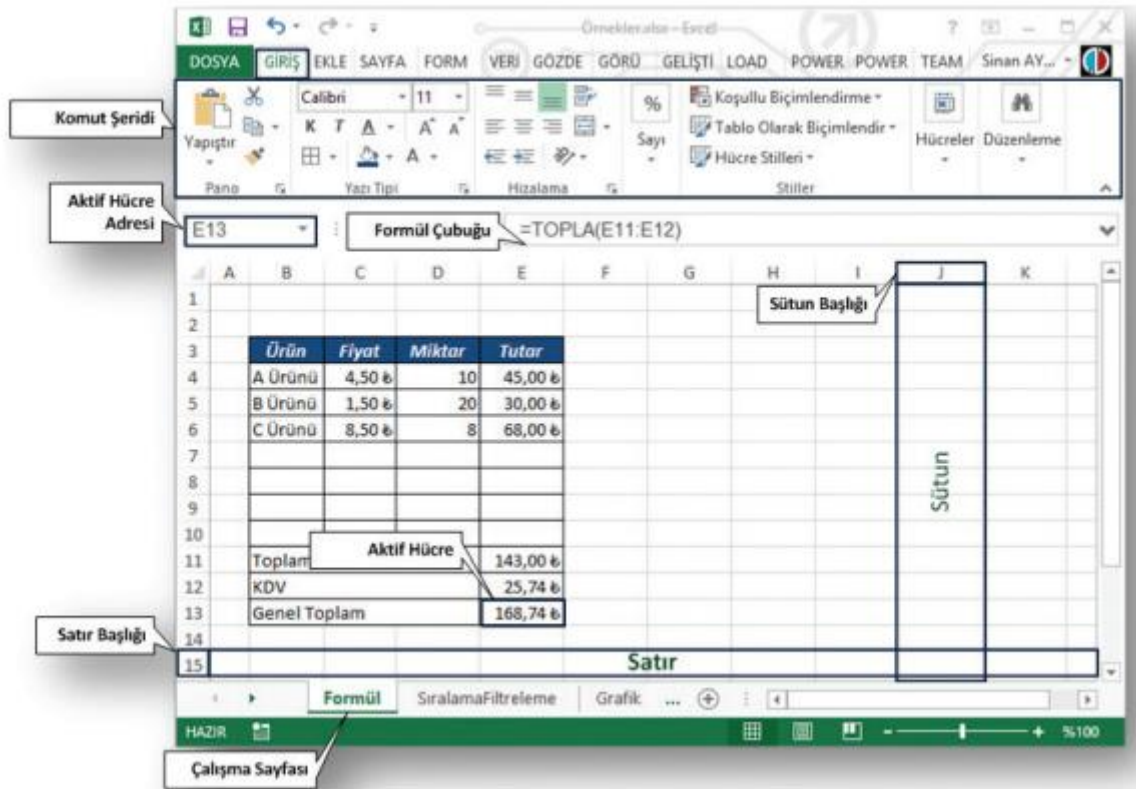 Örnekler.xlsx - Excel
DOSYA GİRİŞ EKLE SAYFA FORM VERİ GÖZDE GÖRÜ GELİŞTİ LOAD POWER POWER TEAM Sinan AY...
Komut Şeridi
Yapıştır
Calibri 11
K T A A A
A
% Sayı
Koşullu Biçimlendirme
Tablo Olarak Biçimlendir
Hücre Stilleri
Hücreler Düzenleme
Pano Yazı Tipi Hizalama Stiller
Aktif Hücre
Adresi
E13
Formül Çubuğu
=TOPLA(E11:E12)
A B C D E F G H I J K
Sütun Başlığı
1
2
3 Ürün Fiyat Miktar Tutar
4 A Ürünü 4,50 ₺ 10 45,00 ₺
5 B Ürünü 1,50 ₺ 20 30,00 ₺
6 C Ürünü 8,50 ₺ 8 68,00 ₺
7
8
9
Sütun
10
Aktif Hücre
11 Toplam 143,00 ₺
12 KDV 25,74 ₺
13 Genel Toplam 168,74 ₺
14
Satır Başlığı
15 Satır
Formül SıralamaFiltreleme Grafik ...
HAZIR %100
Çalışma Sayfası